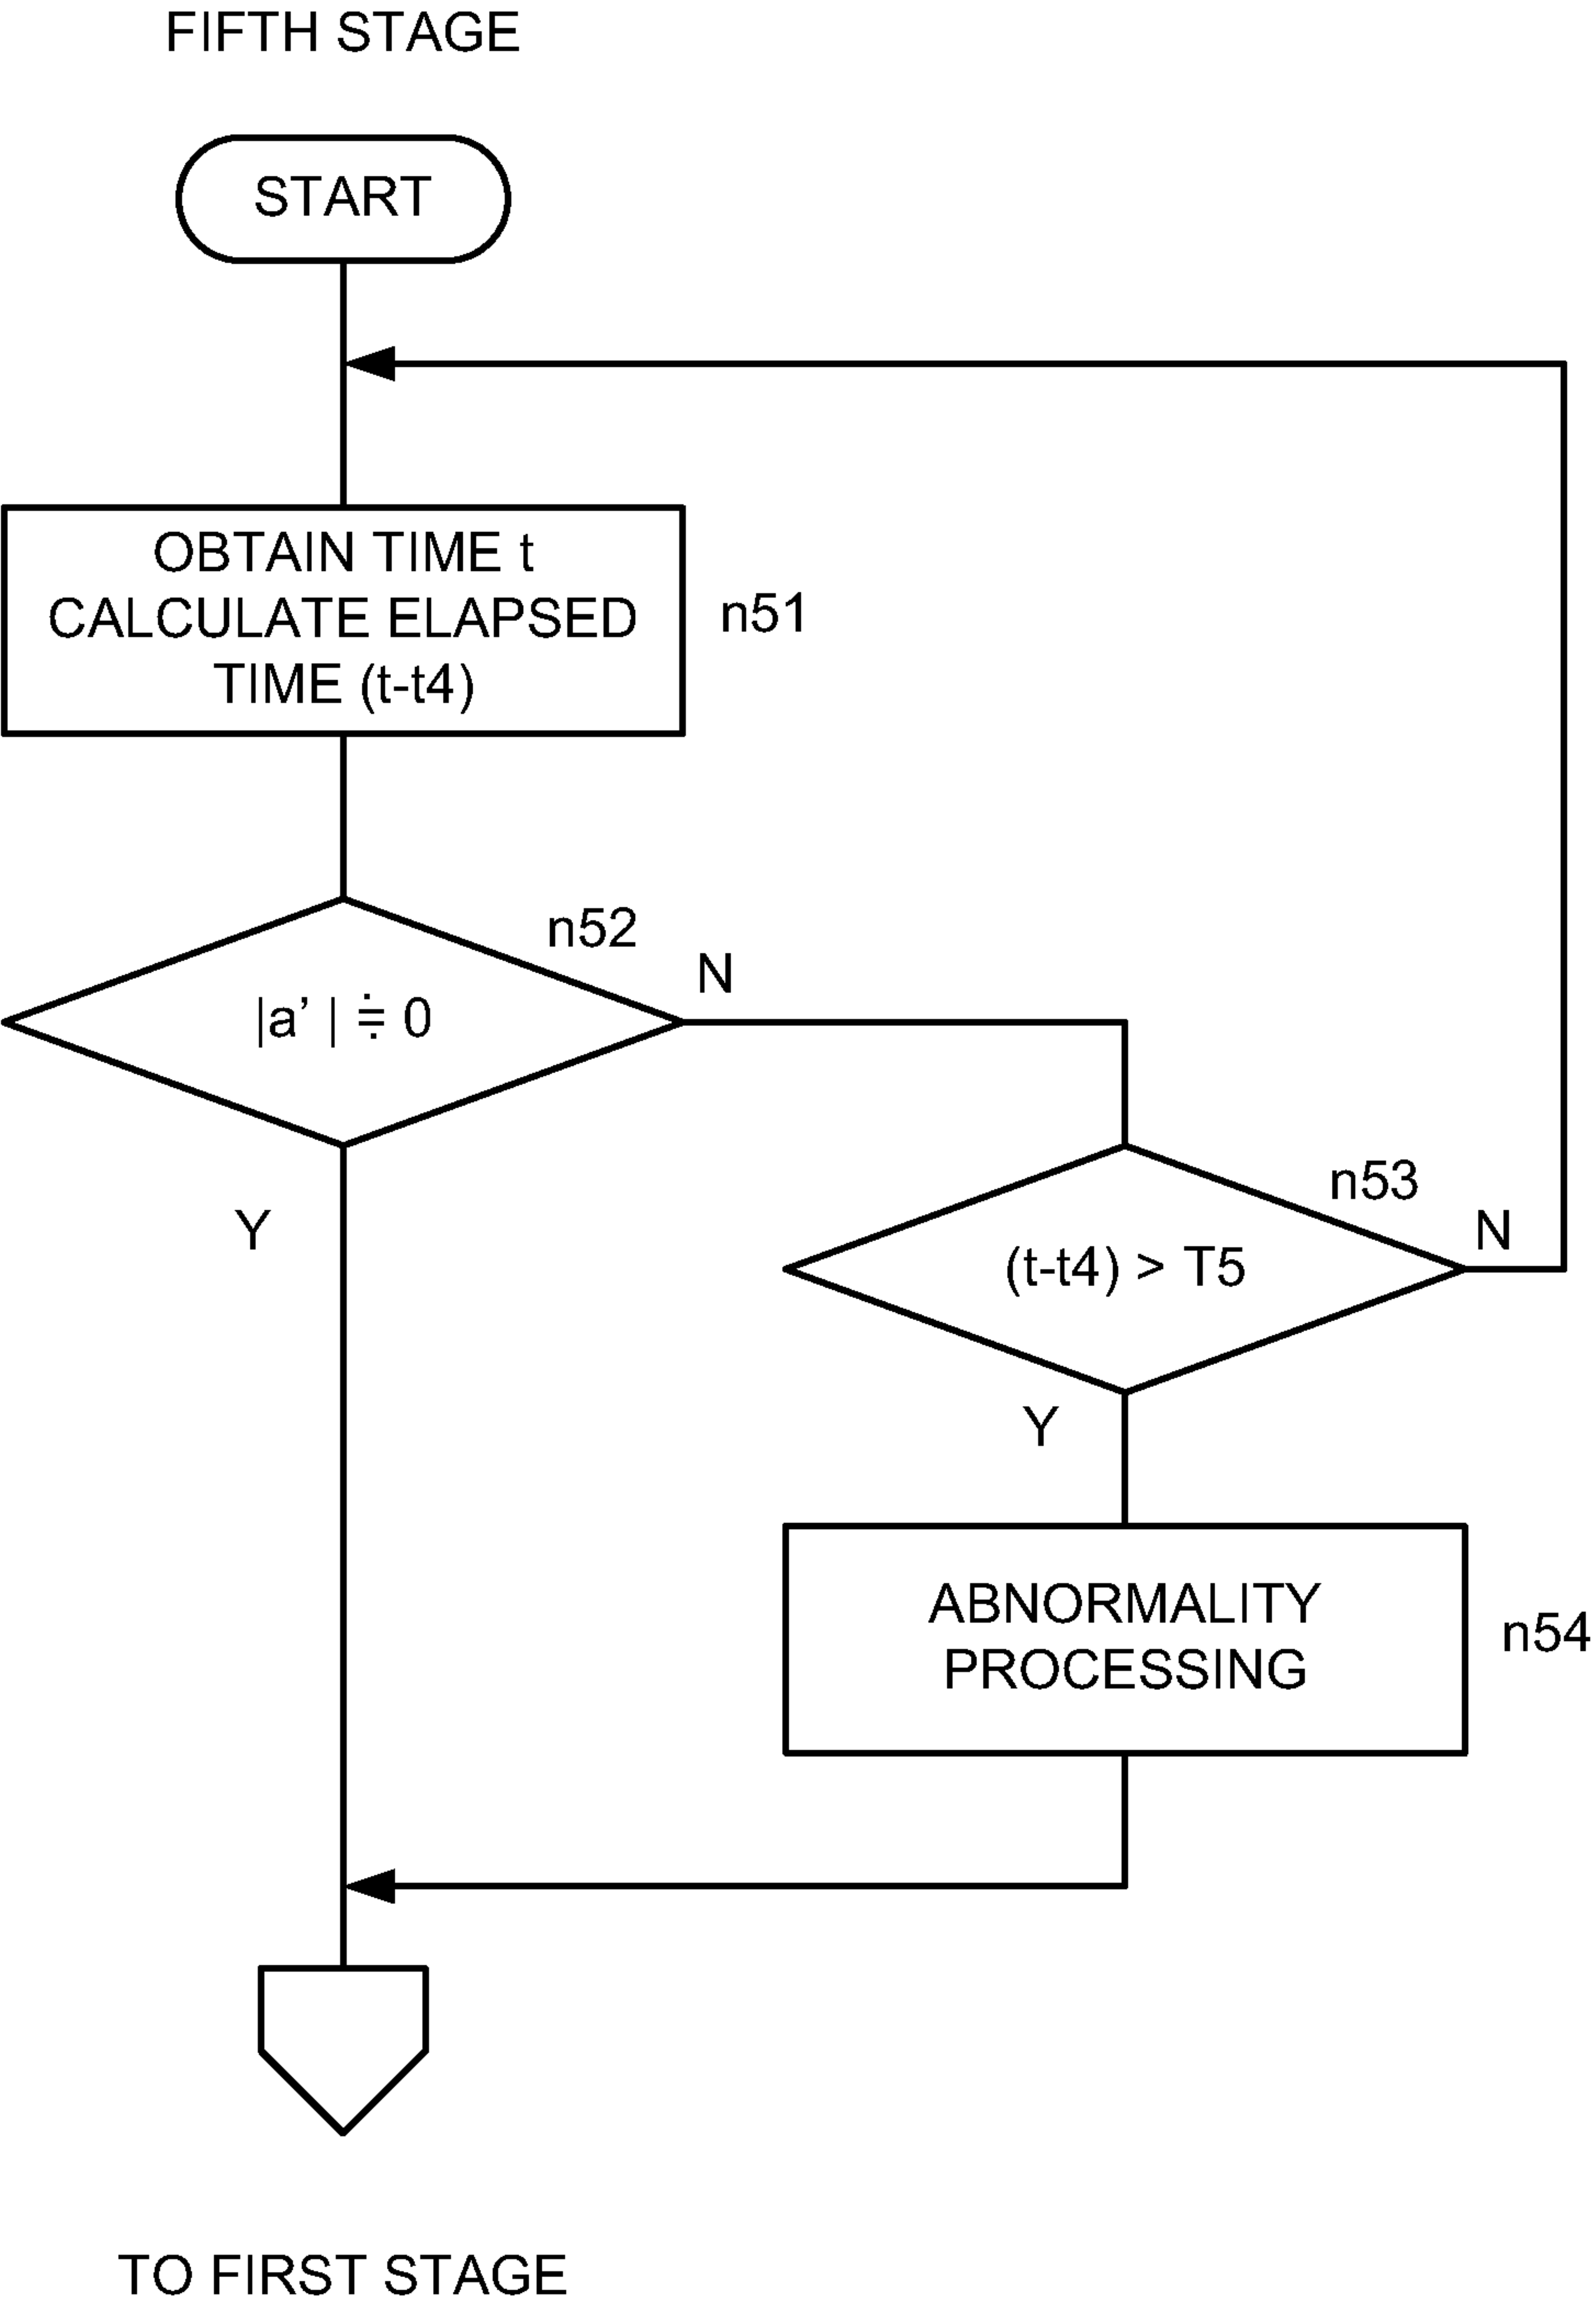 FIFTH STAGE
START
OBTAIN TIME t
CALCULATE ELAPSED
TIME (t-t4)
n51
n52
N
|a’ | ≑ 0
Y
n53
N
(t-t4) > T5
Y
ABNORMALITY
PROCESSING
n54
TO FIRST STAGE